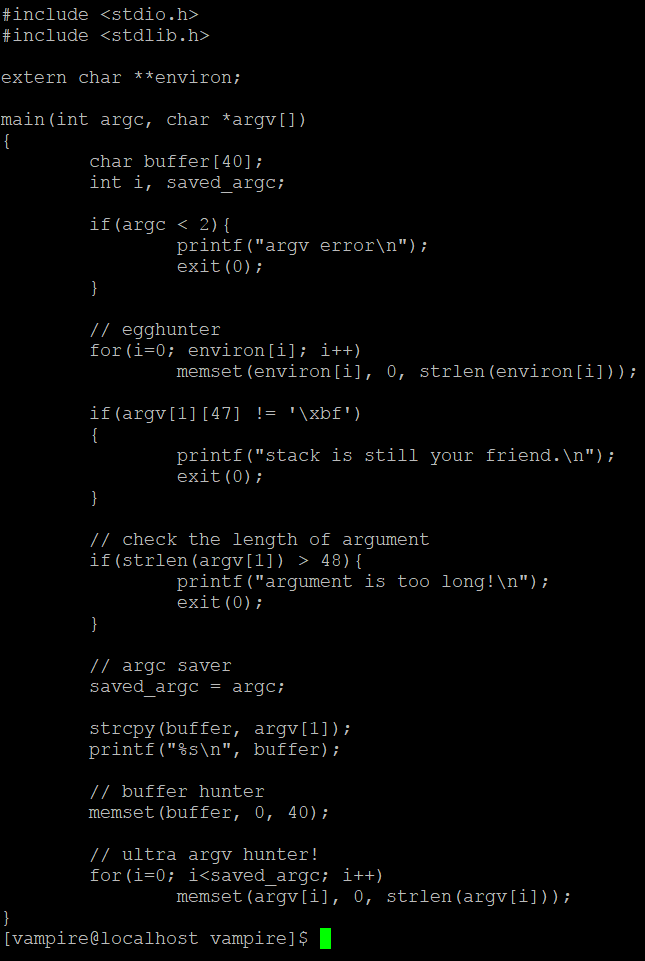 #include <stdio.h>
#include <stdlib.h>

extern char **environ;

main(int argc, char *argv[])
{
        char buffer[40];
        int i, saved_argc;

        if(argc < 2){
                printf("argv error\n");
                exit(0);
        }

        // egghunter
        for(i=0; environ[i]; i++)
                memset(environ[i], 0, strlen(environ[i]));

        if(argv[1][47] != '\xbf')
        {
                printf("stack is still your friend.\n");
                exit(0);
        }

        // check the length of argument
        if(strlen(argv[1]) > 48){
                printf("argument is too long!\n");
                exit(0);
        }

        // argc saver
        saved_argc = argc;

        strcpy(buffer, argv[1]);
        printf("%s\n", buffer);

        // buffer hunter
        memset(buffer, 0, 40);

        // ultra argv hunter!
        for(i=0; i<saved_argc; i++)
                memset(argv[i], 0, strlen(argv[i]));
}
[vampire@localhost vampire]$